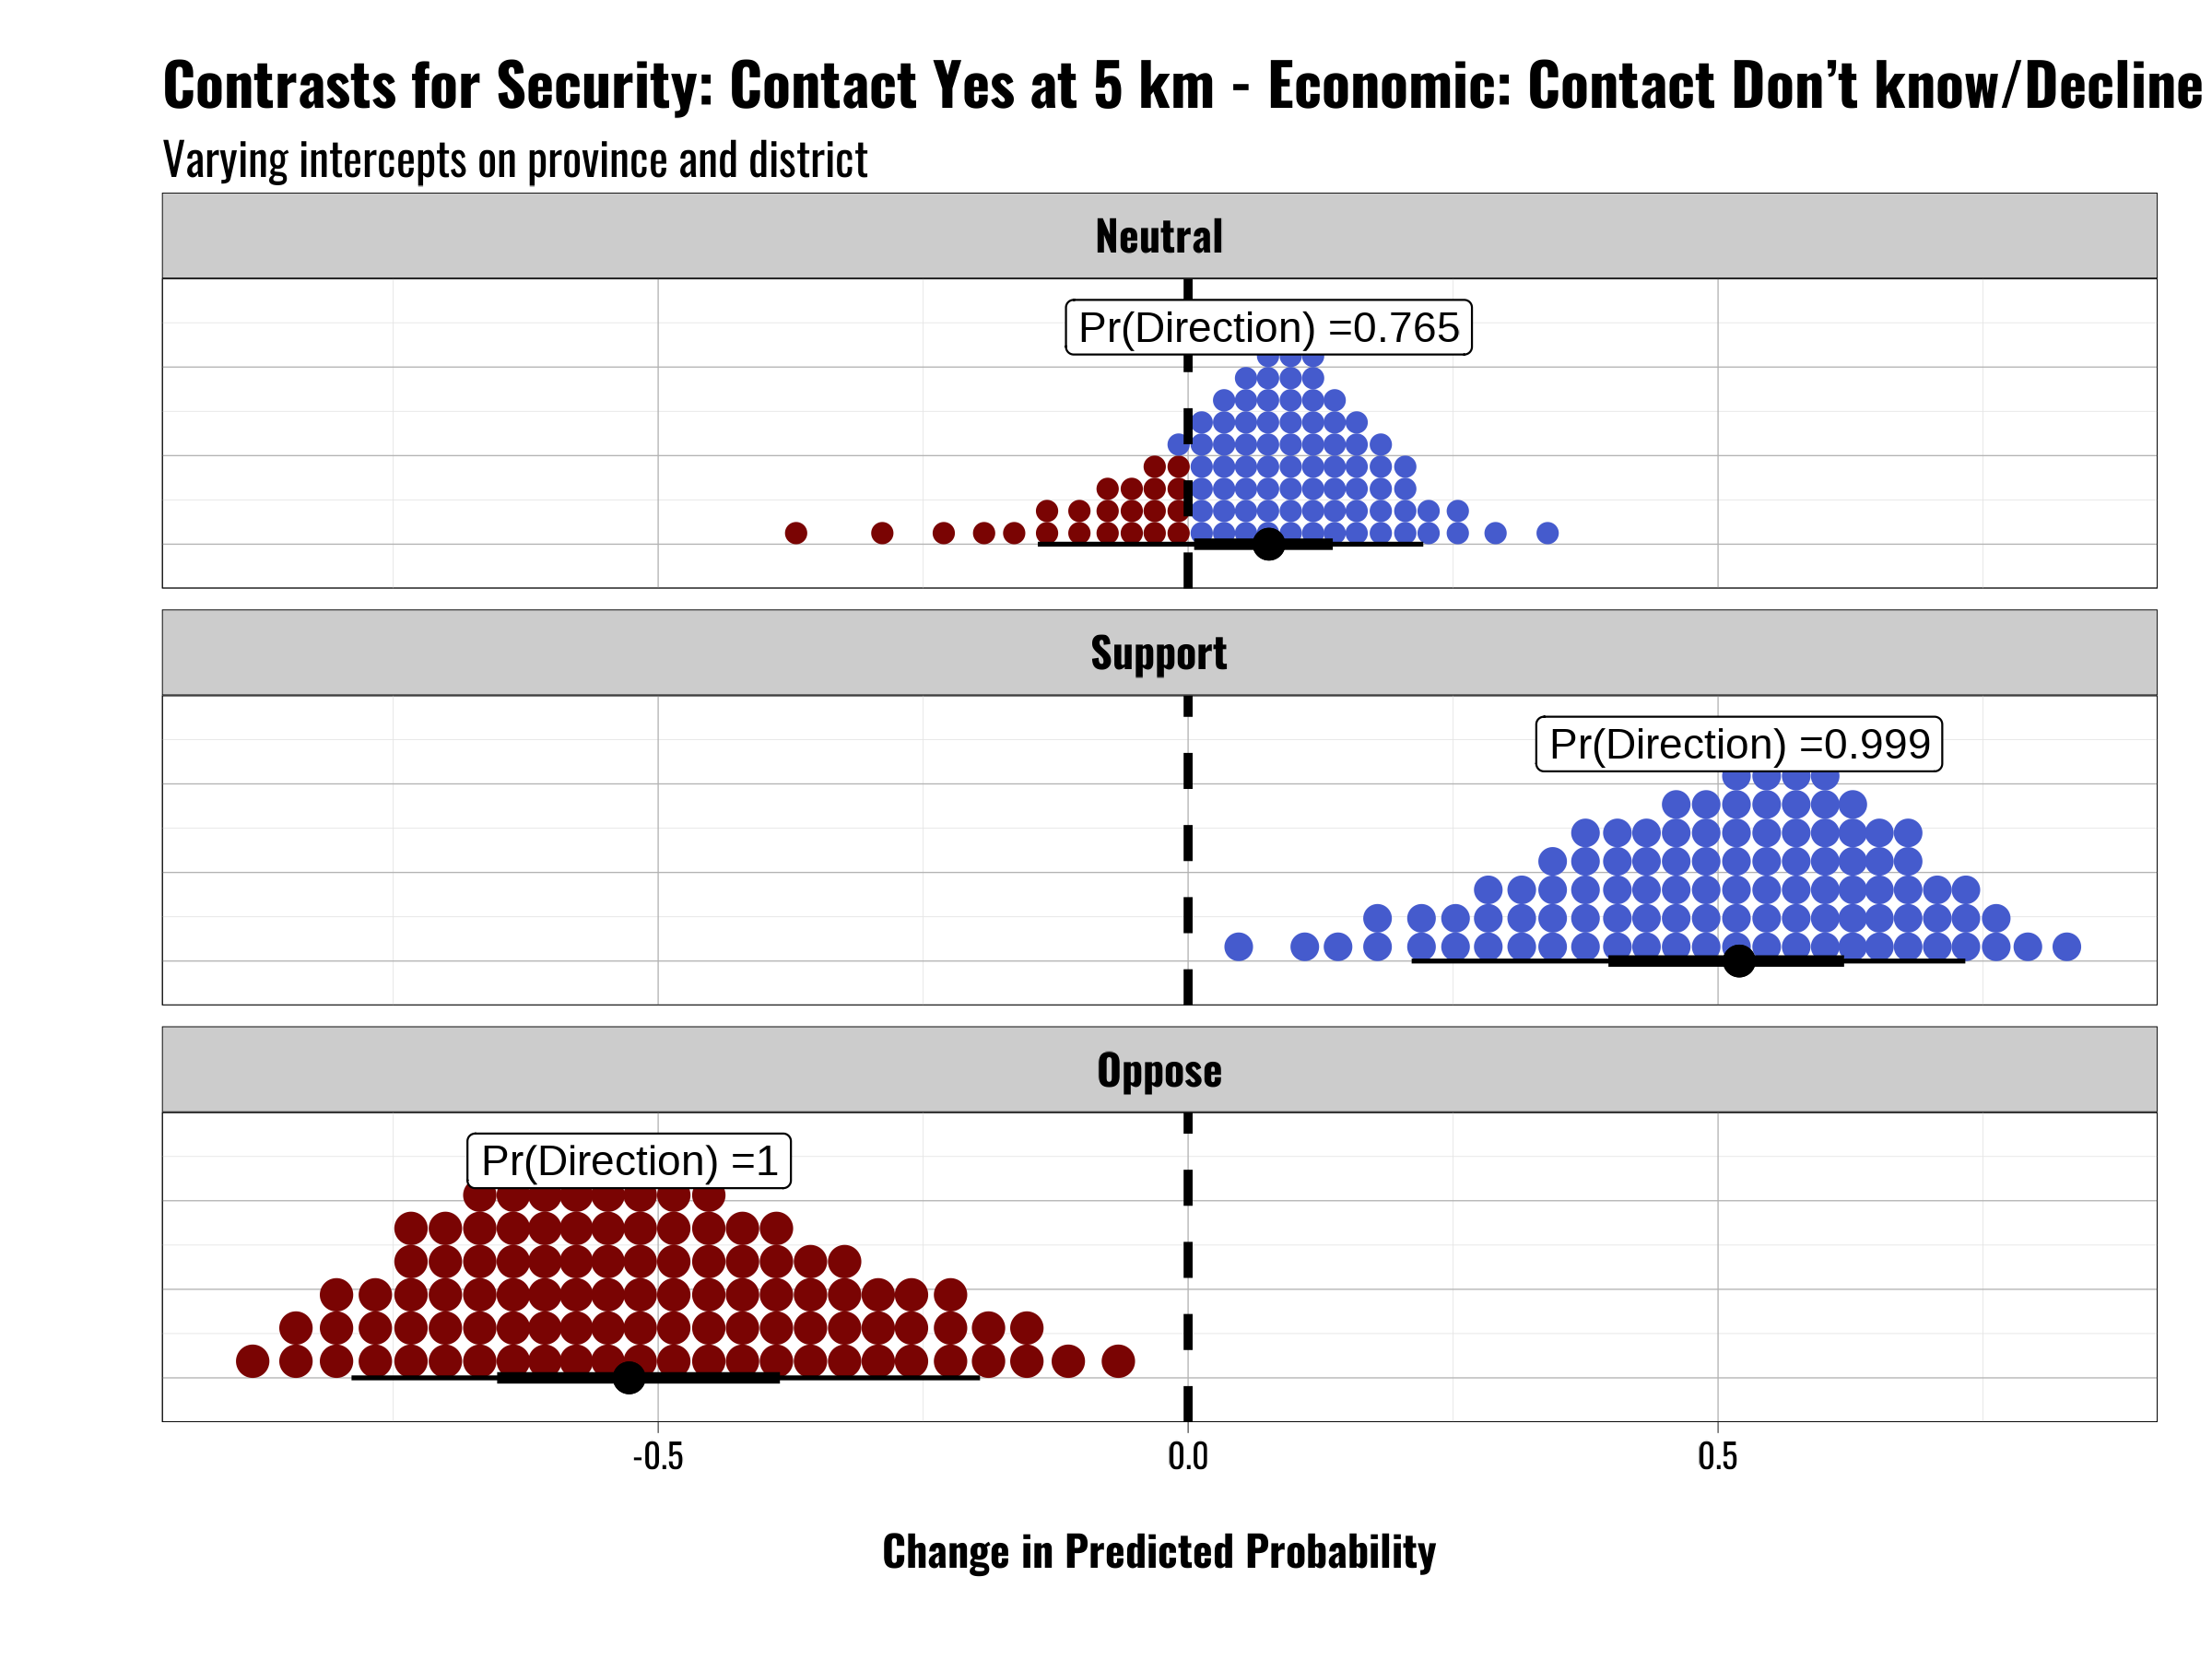 Contrasts for Security: Contact Yes at 5 km - Economic: Contact Don’t know/Decline
Varying intercepts on province and district
Neutral
Pr(Direction) =0.765
Support
Pr(Direction) =0.999
Oppose
Pr(Direction) =1
-0.5 0.0 0.5
Change in Predicted Probability